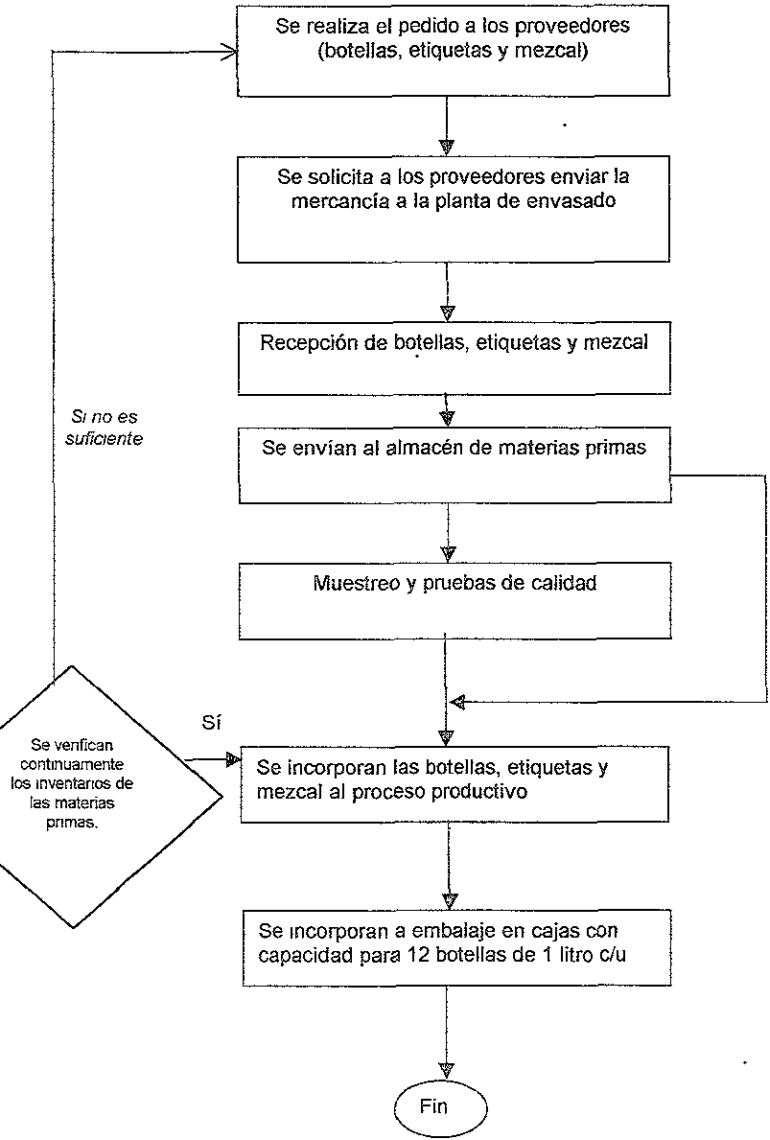 Se realiza el pedido a los proveedores
(botellas, etiquetas y mezcal)
Se solicita a los proveedores enviar la
mercancía a la planta de envasado
Recepción de botellas, etiquetas y mezcal
Si no es
suficiente
Se envían al almacén de materias primas
Muestreo y pruebas de calidad
Sí
Se verifican
continuamente
los inventarios de
las materias
primas.
Se incorporan las botellas, etiquetas y
mezcal al proceso productivo
Se incorporan a embalaje en cajas con
capacidad para 12 botellas de 1 litro c/u
Fin